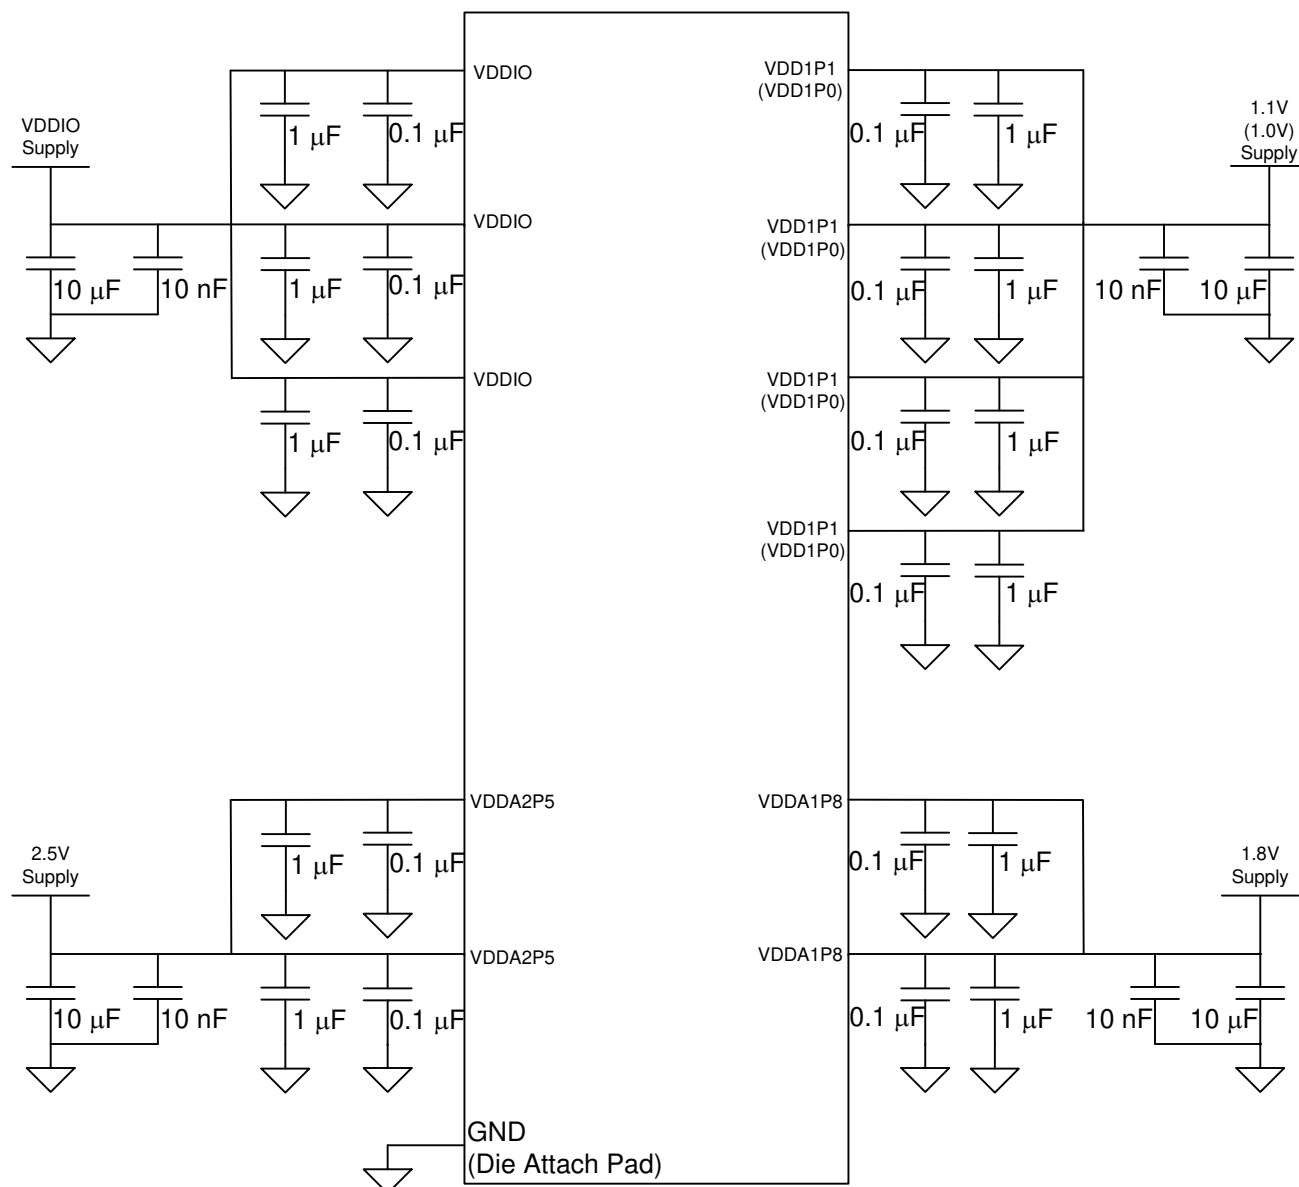 VDDIO
Supply
VDDIO
1 μF
0.1 μF
VDDIO
10 μF
10 nF
1 μF
0.1 μF
VDDIO
1 μF
0.1 μF
VDD1P1
(VDD1P0)
0.1 μF
1 μF
1.1V
(1.0V)
Supply
VDD1P1
(VDD1P0)
0.1 μF
1 μF
10 nF
10 μF
VDD1P1
(VDD1P0)
0.1 μF
1 μF
VDD1P1
(VDD1P0)
0.1 μF
1 μF
2.5V
Supply
VDDA2P5
1 μF
0.1 μF
VDDA2P5
10 μF
10 nF
1 μF
0.1 μF
VDDA1P8
0.1 μF
1 μF
1.8V
Supply
VDDA1P8
0.1 μF
1 μF
10 nF
10 μF
GND
(Die Attach Pad)